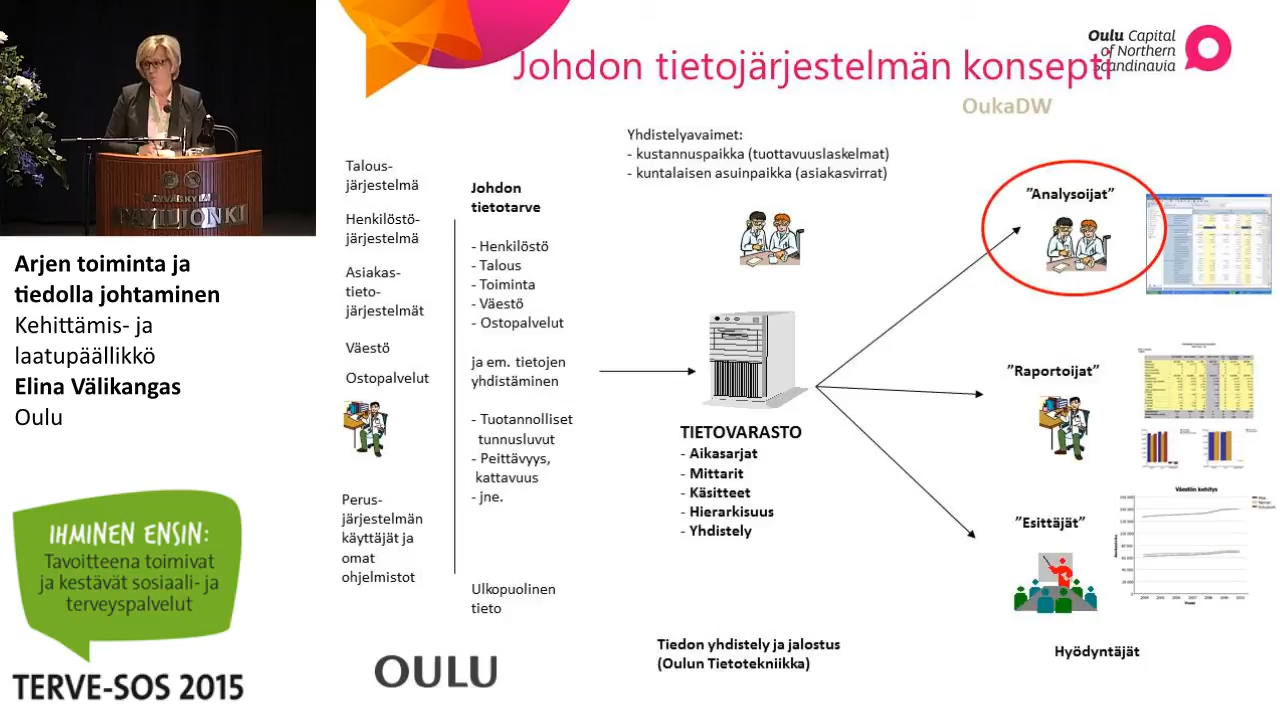 Johdon tietojärjestelmän konsepti
Oulu Capital
of Northern
Scandinavia
OukaDW
PAVILJONKI
Arjen toiminta ja
tiedolla johtaminen
Kehittämis- ja
laatupäällikkö
Elina Välikangas
Oulu
IHMINEN ENSIN:
Tavoitteena toimivat
ja kestävät sosiaali- ja
terveyspalvelut
TERVE-SOS 2015
Talous-
järjestelmä
Henkilöstö-
järjestelmä
Asiakas-
tieto-
järjestelmät
Väestö
Ostopalvelut
Perus-
järjestelmän
käyttäjät ja
omat
ohjelmistot
Johdon
tietotarve
- Henkilöstö
- Talous
- Toiminta
- Väestö
- Ostopalvelut
ja em. tietojen
yhdistäminen
- Tuotannolliset
tunnusluvut
- Peittävyys,
kattavuus
- jne.
Ulkopuolinen
tieto
Yhdistelyavaimet:
- kustannuspaikka (tuottavuuslaskelmat)
- kuntalaisen asuinpaikka (asiakasvirrat)
TIETOVARASTO
- Aikasarjat
- Mittarit
- Käsitteet
- Hierarkisuus
- Yhdistely
Tiedon yhdistely ja jalostus
(Oulun Tietotekniikka)
"Analysoijat"
"Raportoijat"
"Esittäjät"
Väestön kehitys
Hyödyntäjät
OULU